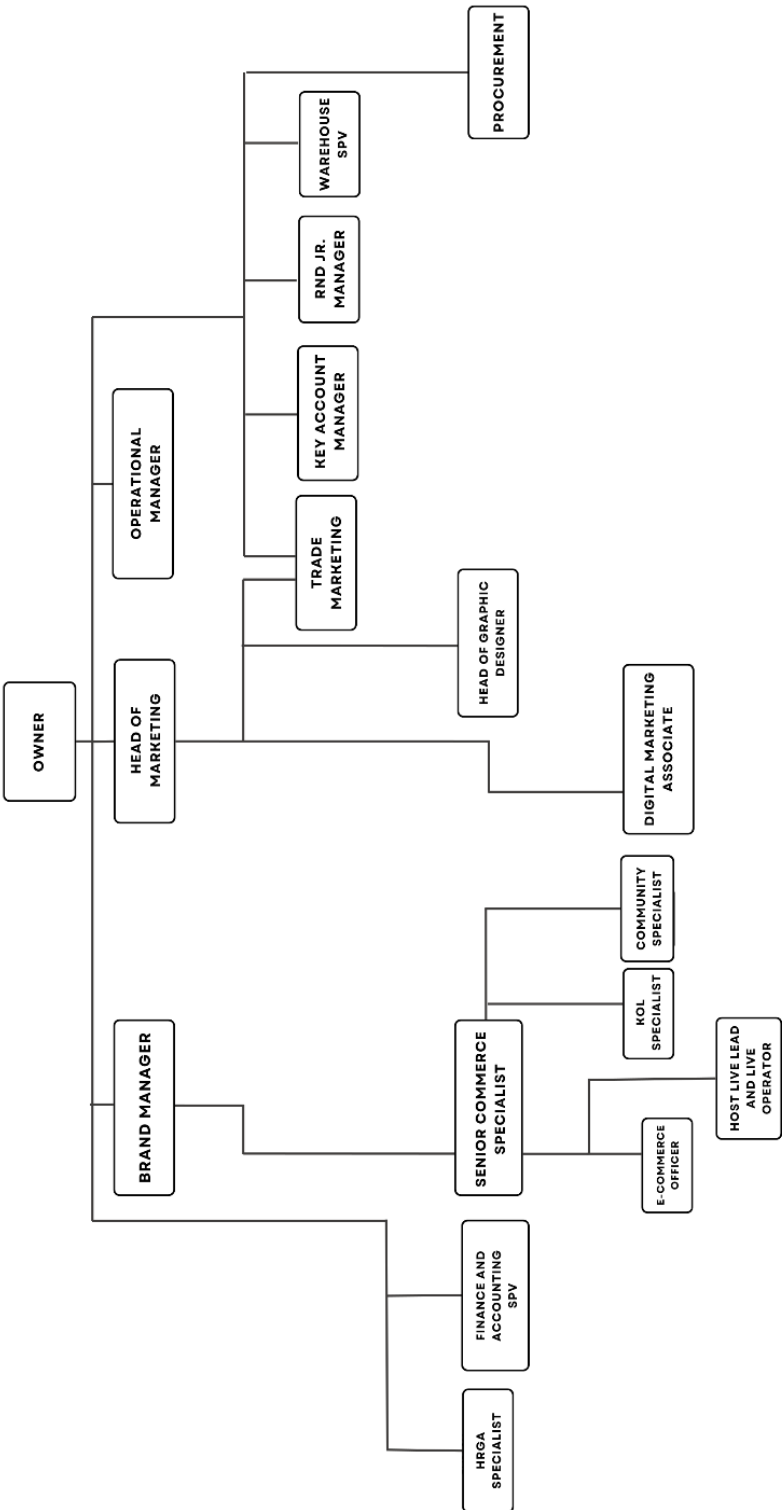 OWNER
HRGA
SPECIALIST
FINANCE AND
ACCOUNTING
SPV
BRAND MANAGER
SENIOR COMMERCE
SPECIALIST
E-COMMERCE
OFFICER
HOST LIVE LEAD
AND LIVE
OPERATOR
KOL
SPECIALIST
COMMUNITY
SPECIALIST
HEAD OF
MARKETING
DIGITAL MARKETING
ASSOCIATE
HEAD OF GRAPHIC
DESIGNER
TRADE
MARKETING
OPERATIONAL
MANAGER
KEY ACCOUNT
MANAGER
RND JR.
MANAGER
WAREHOUSE
SPV
PROCUREMENT